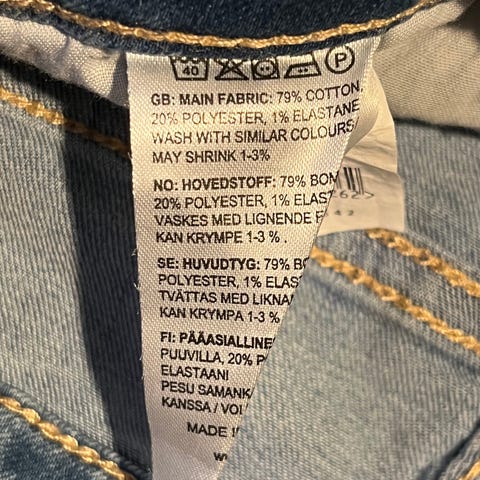 40
P
GB: MAIN FABRIC: 79% COTTON,
20% POLYESTER, 1% ELASTANE
WASH WITH SIMILAR COLOURS
MAY SHRINK 1-3%
NO: HOVEDSTOFF: 79% BOM
20% POLYESTER, 1% ELAST
VASKES MED LIGNENDE F
KAN KRYMPE 1-3 % .
SE: HUVUDTYG: 79% BO
POLYESTER, 1% ELAS
TVÄTTAS MED LIKNA
KAN KRYMPA 1-3 %
FI: PÄÄASIALLINE
PUUVILLA, 20% P
ELASTAANI
PESU SAMANK
KANSSA / VOI
MADE I